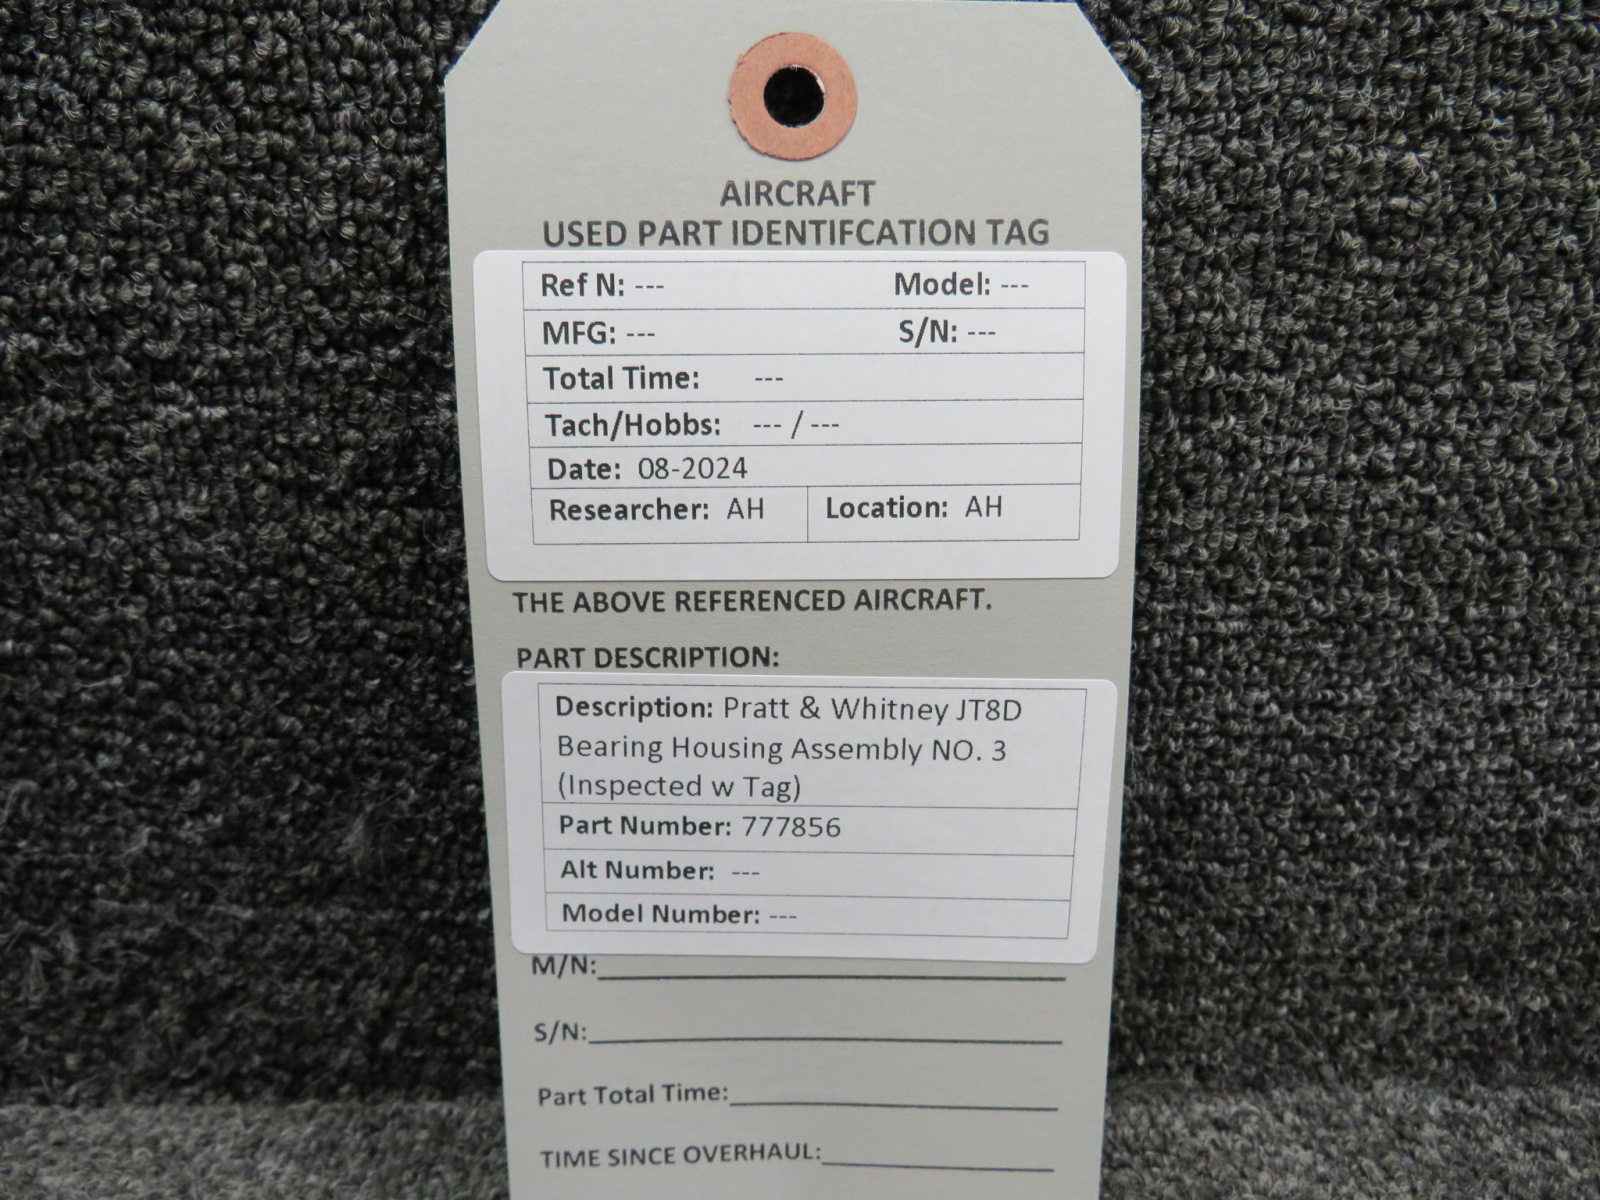 AIRCRAFT
USED PART IDENTIFCATION TAG
Ref N: --- Model: ---
MFG: --- S/N: ---
Total Time: ---
Tach/Hobbs: --- / ---
Date: 08-2024
Researcher: AH Location: AH
THE ABOVE REFERENCED AIRCRAFT.
PART DESCRIPTION:
Description: Pratt & Whitney JT8D
Bearing Housing Assembly NO. 3
(Inspected w Tag)
Part Number: 777856
Alt Number: ---
Model Number: ---
M/N:
S/N:
Part Total Time:
TIME SINCE OVERHAUL: